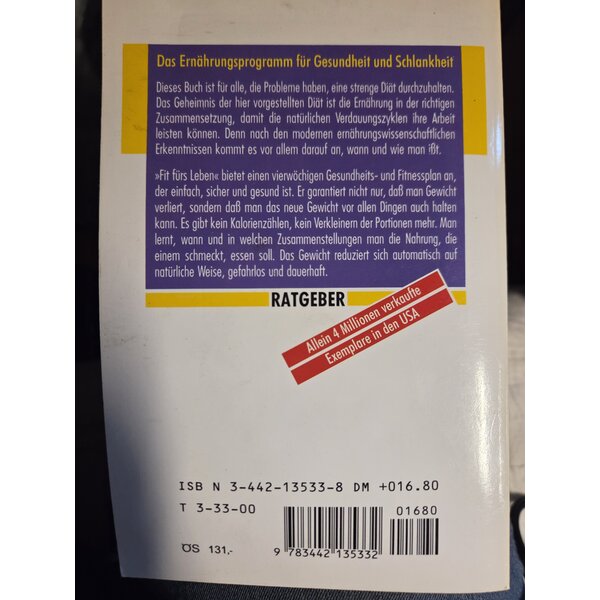 Das Ernährungsprogramm für Gesundheit und Schlankheit
Dieses Buch ist für alle, die Probleme haben, eine strenge Diät durchzuhalten.
Das Geheimnis der hier vorgestellten Diät ist die Ernährung in der richtigen
Zusammensetzung, damit die natürlichen Verdauungszyklen ihre Arbeit
leisten können. Denn nach den modernen ernährungswissenschaftlichen
Erkenntnissen kommt es vor allem darauf an, wann und wie man ißt.
»Fit fürs Leben« bietet einen vierwöchigen Gesundheits- und Fitnessplan an,
der einfach, sicher und gesund ist. Er garantiert nicht nur, daß man Gewicht
verliert, sondern daß man das neue Gewicht vor allen Dingen auch halten
kann. Es gibt kein Kalorienzählen, kein Verkleinern der Portionen mehr. Man
lernt, wann und in welchen Zusammenstellungen man die Nahrung, die
einem schmeckt, essen soll. Das Gewicht reduziert sich automatisch auf
natürliche Weise, gefahrlos und dauerhaft.
RATGEBER
Allein 4 Millionen verkaufte
Exemplare in den USA
ISBN 3-442-13533-8 DM +016.80
T 3-33-00
01680
ÖS 131,-
9 783442 135332